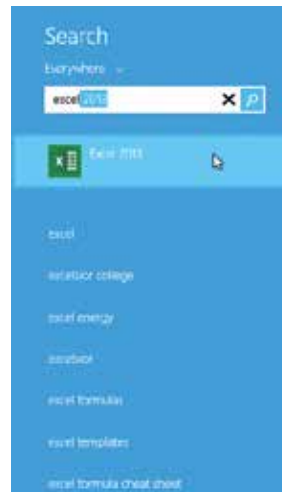 Search
Everywhere
excel 2013
Excel 2013
excel
excelsior college
excel energy
excelsior
excel formulas
excel templates
excel formula cheat sheet